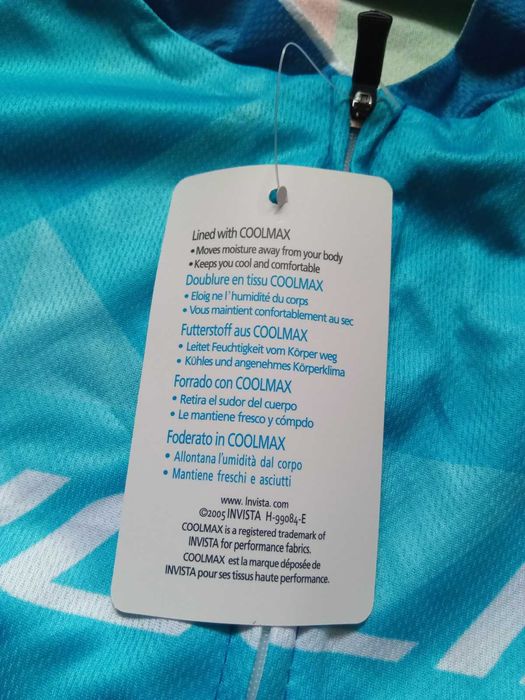 Lined with COOLMAX
• Moves moisture away from your body
• Keeps you cool and comfortable
Doublure en tissu COOLMAX
• Eloig ne l'humidité du corps
• Vous maintient confortablement au sec
Futterstoff aus COOLMAX
• Leitet Feuchtigkeit vom Körper weg
• Kühles und angenehmes Körperklima
Forrado con COOLMAX
• Retira el sudor del cuerpo
• Le mantiene fresco y cómpdo
Foderato in COOLMAX
• Allontana l'umidità dal corpo
• Mantiene freschi e asciutti
www. Invista. com
©2005 INVISTA H-99084-E
COOLMAX is a registered trademark of
INVISTA for performance fabrics.
COOLMAX est la marque déposée de
INVISTA pour ses tissus haute performance.